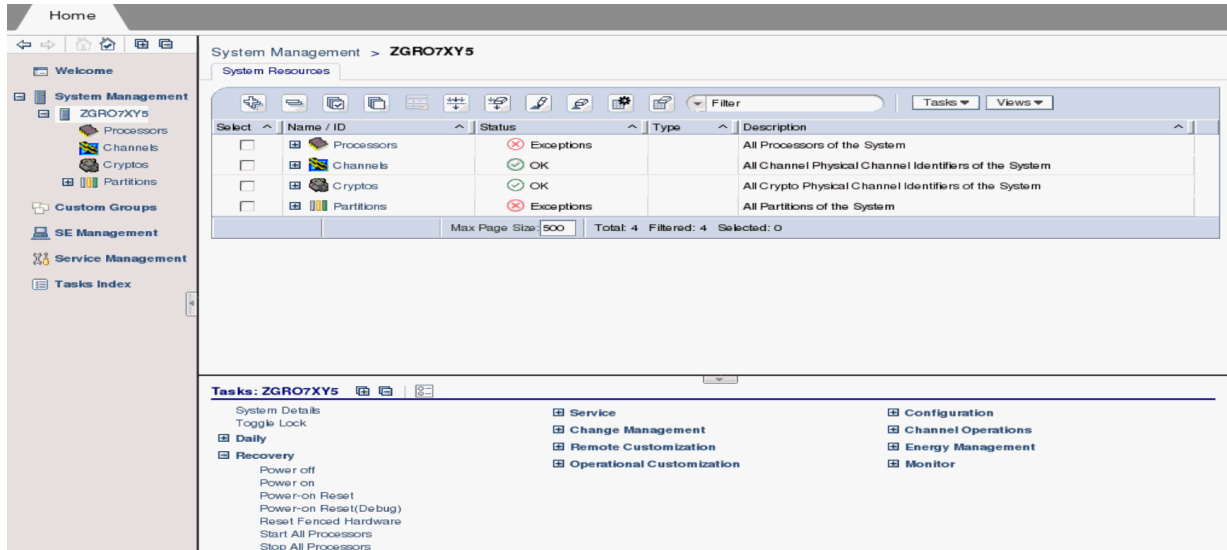 Home
Welcome
System Management
ZGRO7XY5
Processors
Channels
Cryptos
Partitions
Custom Groups
SE Management
Service Management
Tasks Index
System Management > ZGRO7XY5
System Resources
Filter
Tasks
Views
Select Name / ID Status Type Description
Processors Exceptions All Processors of the System
Channels OK All Channel Physical Channel Identifiers of the System
Cryptos OK All Crypto Physical Channel Identifiers of the System
Partitions Exceptions All Partitions of the System
Max Page Size: 500 Total: 4 Filtered: 4 Selected: 0
Tasks: ZGRO7XY5
System Details
Toggle Lock
Daily
Recovery
Power off
Power on
Power-on Reset
Power-on Reset(Debug)
Reset Fenced Hardware
Start All Processors
Stop All Processors
Service
Change Management
Remote Customization
Operational Customization
Configuration
Channel Operations
Energy Management
Monitor